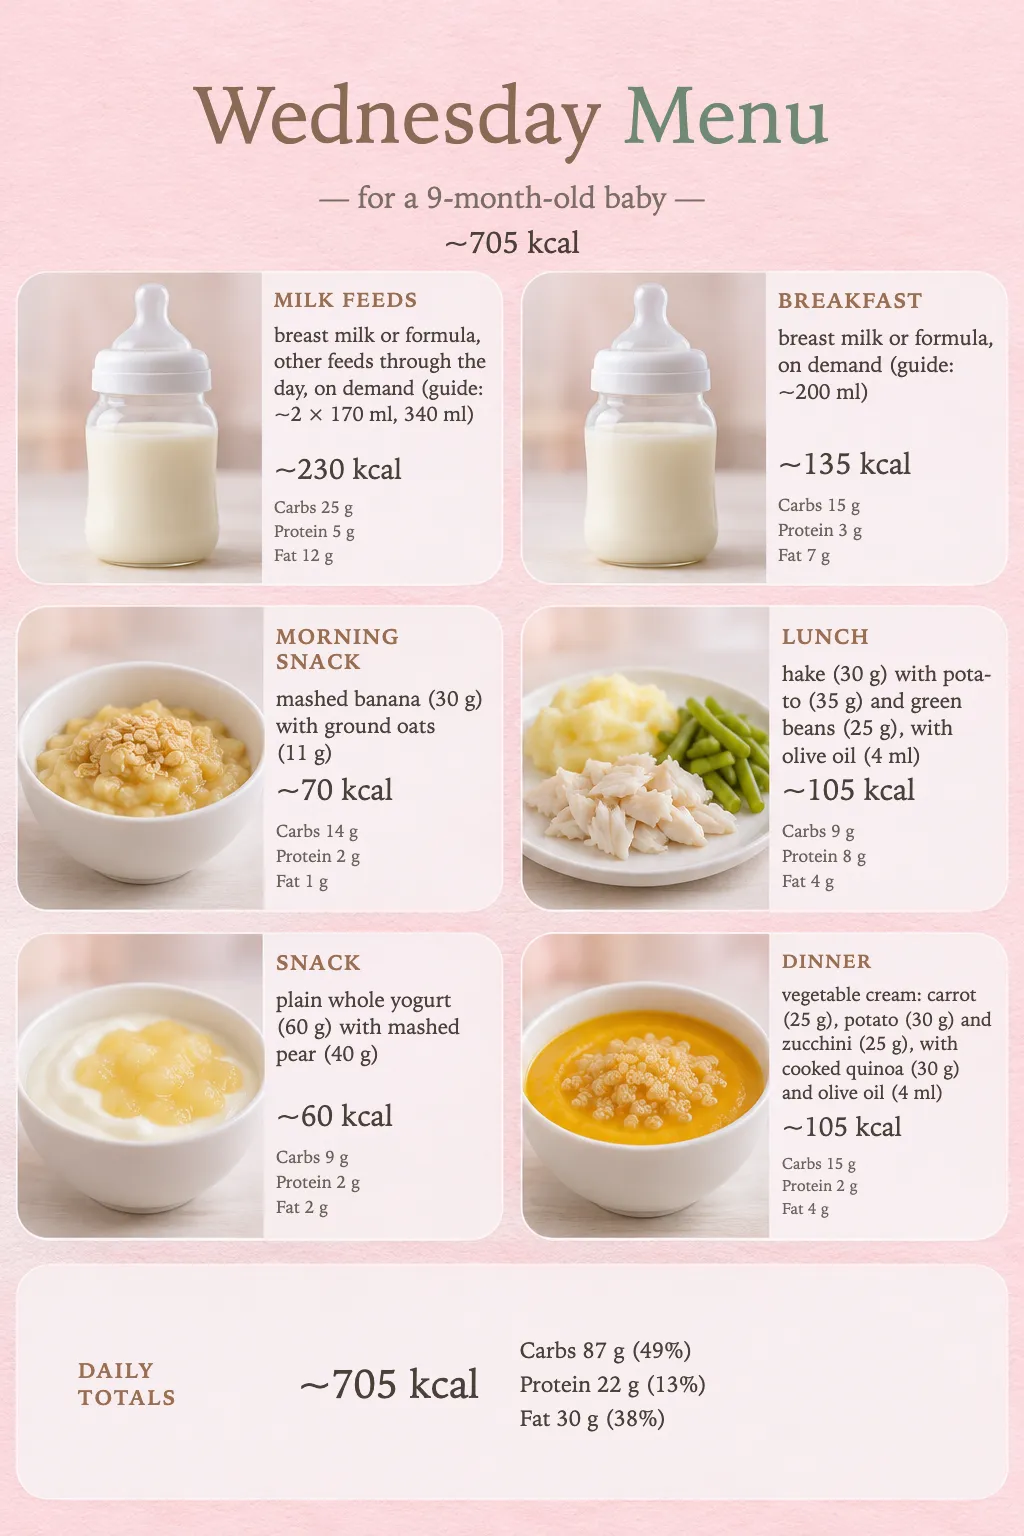 Wednesday Menu
— for a 9-month-old baby —
~705 kcal
MILK FEEDS
breast milk or formula,
other feeds through the
day, on demand (guide:
~2 × 170 ml, 340 ml)
~230 kcal
Carbs 25 g
Protein 5 g
Fat 12 g
BREAKFAST
breast milk or formula,
on demand (guide:
~200 ml)
~135 kcal
Carbs 15 g
Protein 3 g
Fat 7 g
MORNING
SNACK
mashed banana (30 g)
with ground oats
(11 g)
~70 kcal
Carbs 14 g
Protein 2 g
Fat 1 g
LUNCH
hake (30 g) with pota-
to (35 g) and green
beans (25 g), with
olive oil (4 ml)
~105 kcal
Carbs 9 g
Protein 8 g
Fat 4 g
SNACK
plain whole yogurt
(60 g) with mashed
pear (40 g)
~60 kcal
Carbs 9 g
Protein 2 g
Fat 2 g
DINNER
vegetable cream: carrot
(25 g), potato (30 g) and
zucchini (25 g), with
cooked quinoa (30 g)
and olive oil (4 ml)
~105 kcal
Carbs 15 g
Protein 2 g
Fat 4 g
DAILY
TOTALS
~705 kcal
Carbs 87 g (49%)
Protein 22 g (13%)
Fat 30 g (38%)